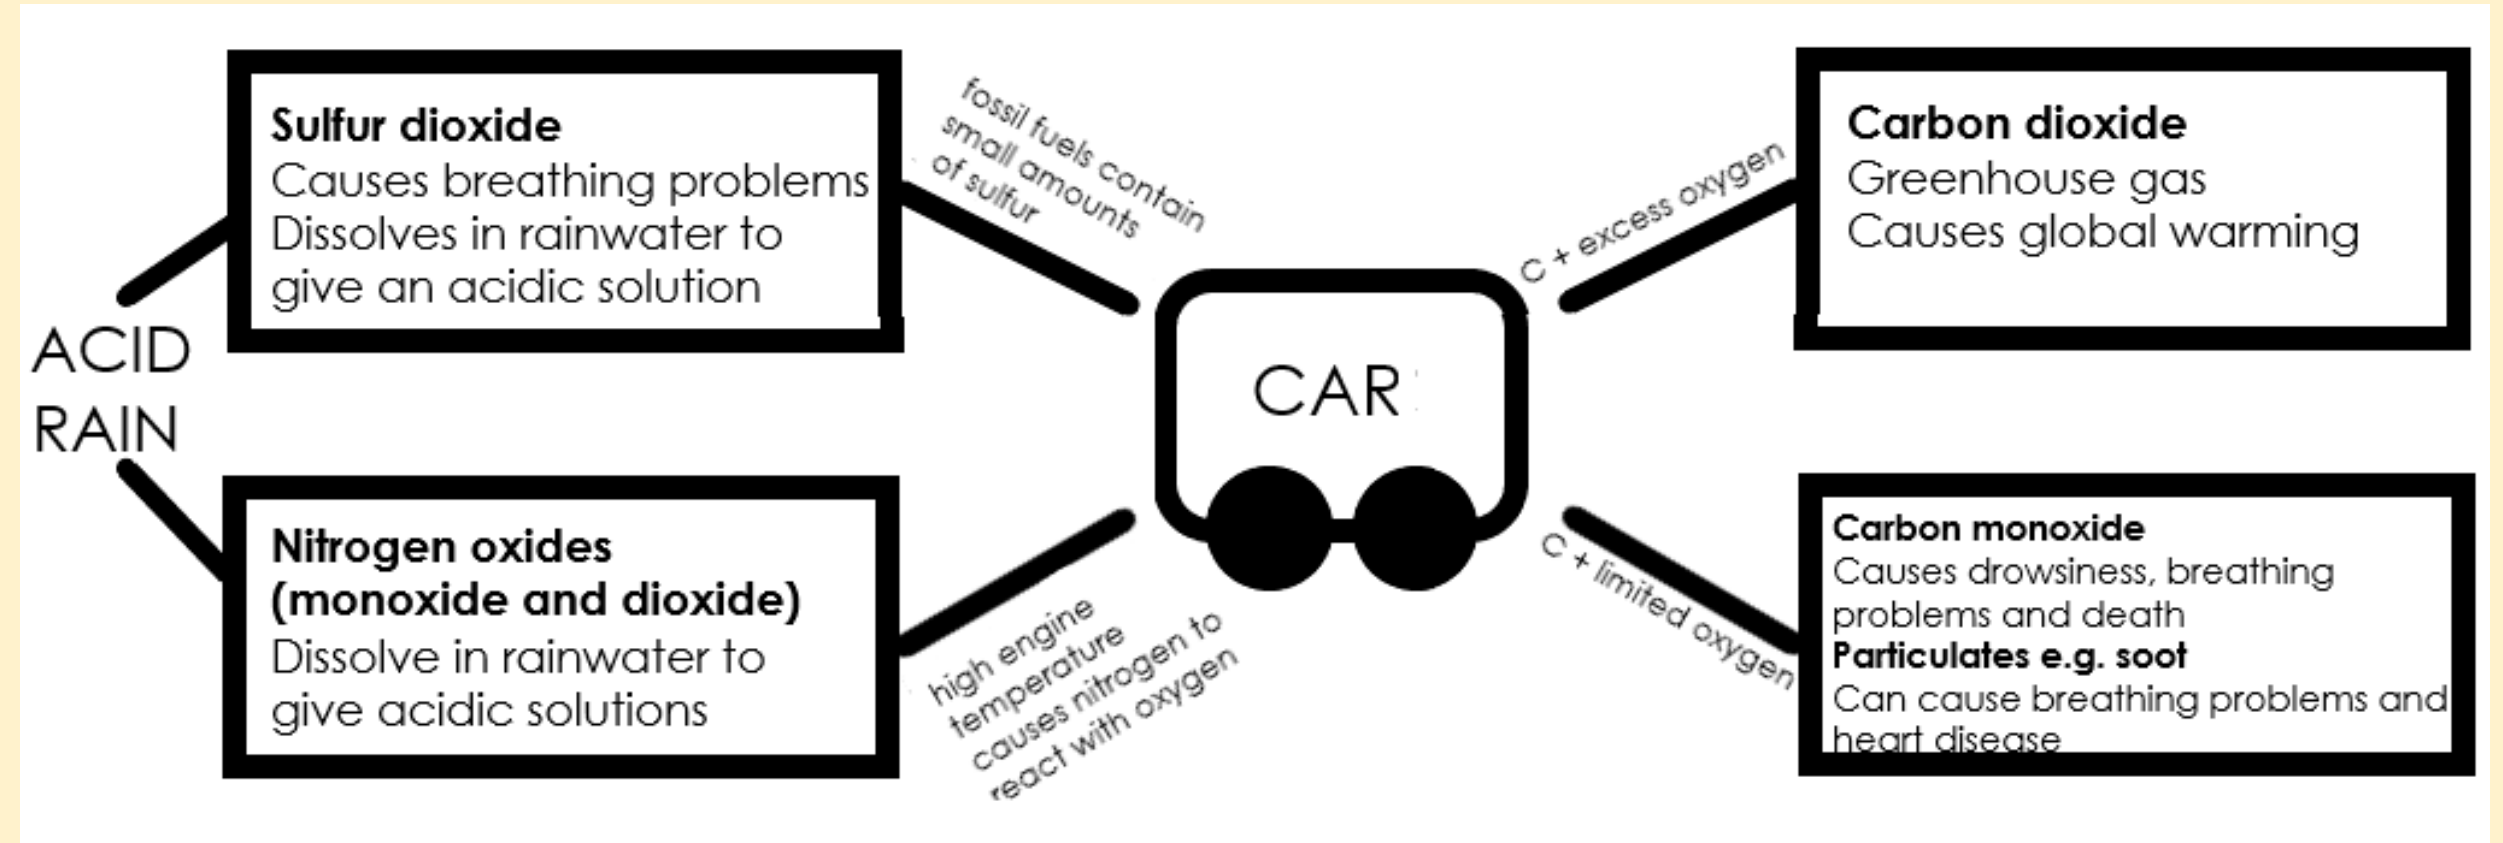 Sulfur dioxide
Causes breathing problems
Dissolves in rainwater to
give an acidic solution
fossil fuels contain
small amounts
of sulfur
C + excess oxygen
Carbon dioxide
Greenhouse gas
Causes global warming
ACID
RAIN
CAR
Nitrogen oxides
(monoxide and dioxide)
Dissolve in rainwater to
give acidic solutions
high engine
temperature
causes nitrogen to
react with oxygen
C + limited oxygen
Carbon monoxide
Causes drowsiness, breathing
problems and death
Particulates e.g. soot
Can cause breathing problems and
heart disease